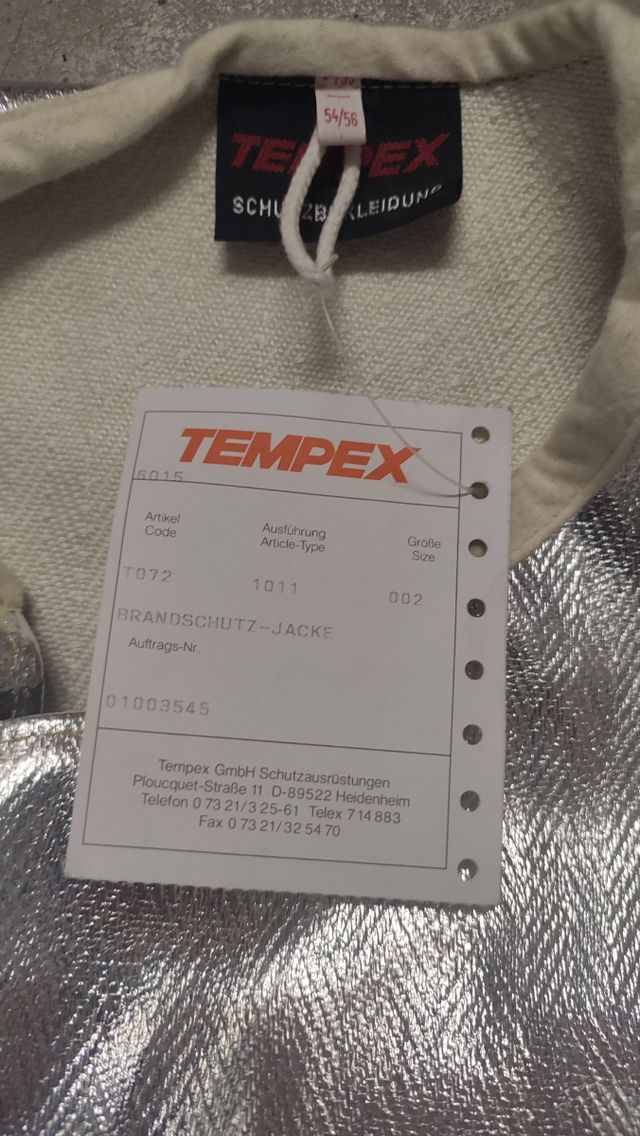 54/56
TEMPEX
SCHUTZBEKLEIDUNG
TEMPEX
6015
Artikel
Code
Ausführung
Article-Type
Größe
Size
T072
1011
002
BRANDSCHUTZ-JACKE
Auftrags-Nr.
01003545
Tempex GmbH Schutzausrüstungen
Ploucquet-Straße 11 D-89522 Heidenheim
Telefon 0 73 21/3 25-61 Telex 7 14 883
Fax 0 73 21/32 54 70